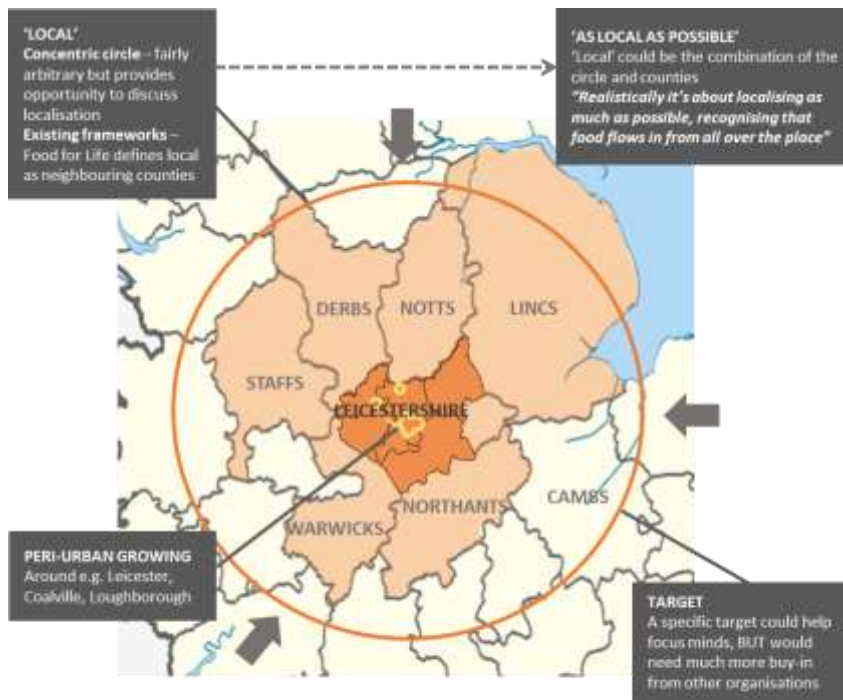 'LOCAL'
Concentric circle – fairly
arbitrary but provides
opportunity to discuss
localisation
Existing frameworks –
Food for Life defines local
as neighbouring counties
'AS LOCAL AS POSSIBLE'
'Local' could be the combination of the
circle and counties
"Realistically it's about localising as
much as possible, recognising that
food flows in from all over the place"
DERBS
NOTTS
LINCS
STAFFS
LEICESTERSHIRE
CAMBS
NORTHANTS
WARWICKS
PERI-URBAN GROWING
Around e.g. Leicester,
Coalville, Loughborough
TARGET
A specific target could help
focus minds, BUT would
need much more buy-in
from other organisations